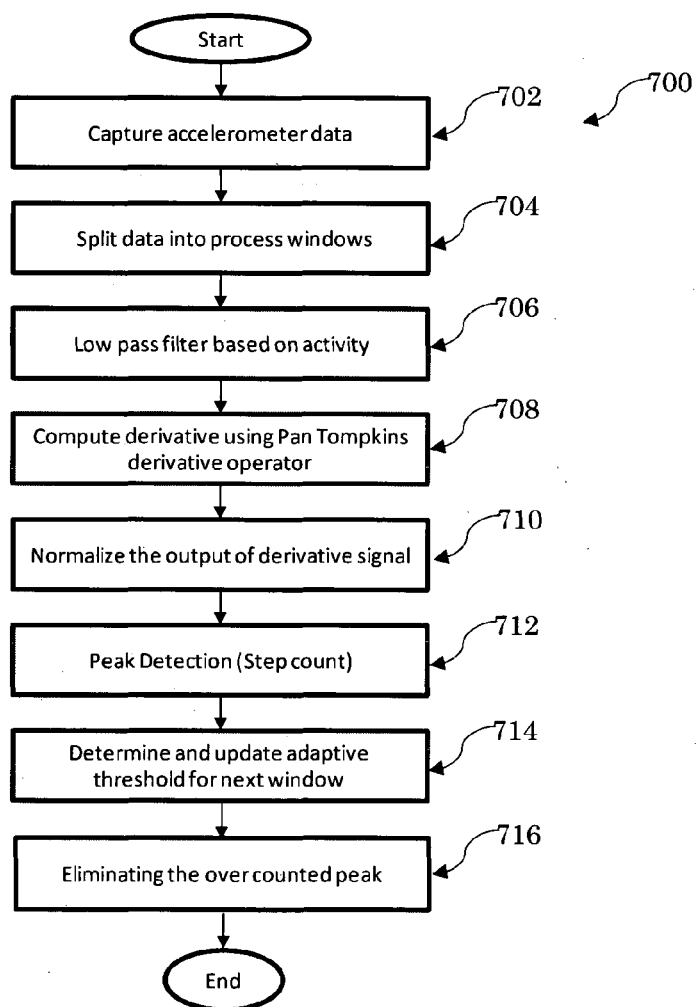 Start
702
700
Capture accelerometer data
704
Split data into process windows
706
Low pass filter based on activity
708
Compute derivative using Pan Tompkins
derivative operator
710
Normalize the output of derivative signal
712
Peak Detection (Step count)
714
Determine and update adaptive
threshold for next window
716
Eliminating the over counted peak
End